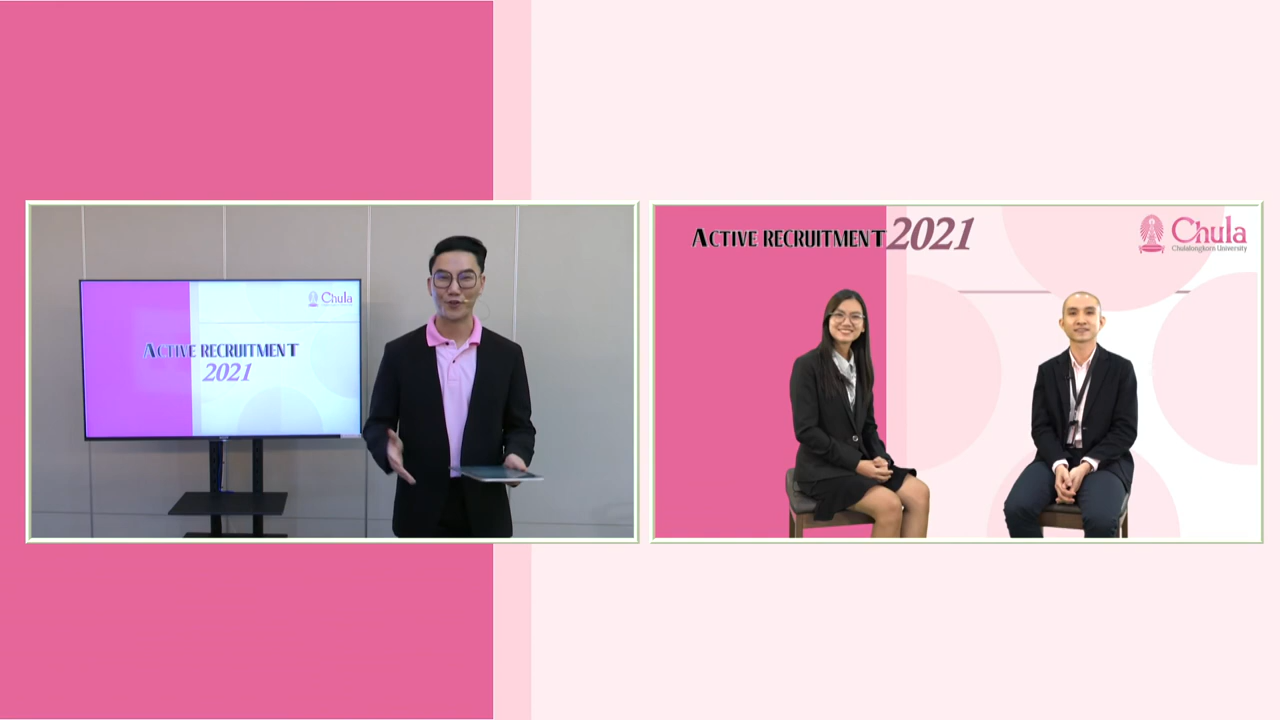 Chula
ACTIVE RECRUITMENT
2021
ACTIVE RECRUITMENT 2021
Chula
Chulalongkorn University